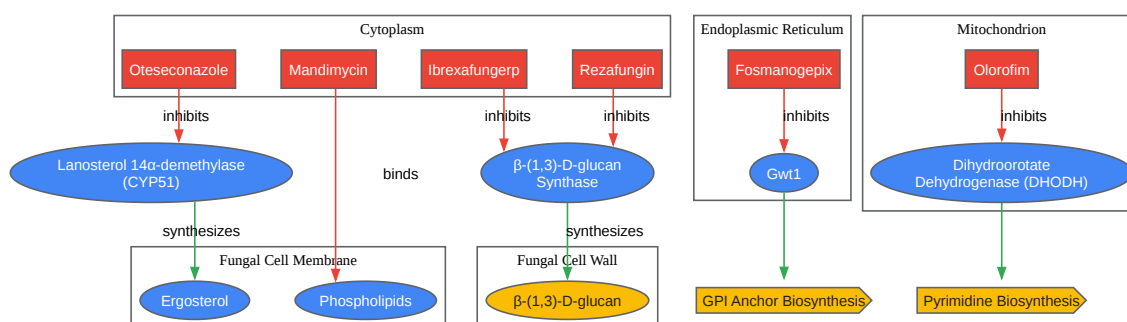 Cytoplasm
Endoplasmic Reticulum
Mitochondrion
Oteseconazole
Mandimycin
Ibrexafungerp
Rezafungin
Fosmanogepix
Olorofim
inhibits
inhibits
inhibits
inhibits
inhibits
Lanosterol 14α-demethylase
(CYP51)
binds
β-(1,3)-D-glucan
Synthase
Gwt1
Dihydroorotate
Dehydrogenase (DHODH)
synthesizes
synthesizes
Fungal Cell Membrane
Fungal Cell Wall
Ergosterol
Phospholipids
β-(1,3)-D-glucan
GPI Anchor Biosynthesis
Pyrimidine Biosynthesis